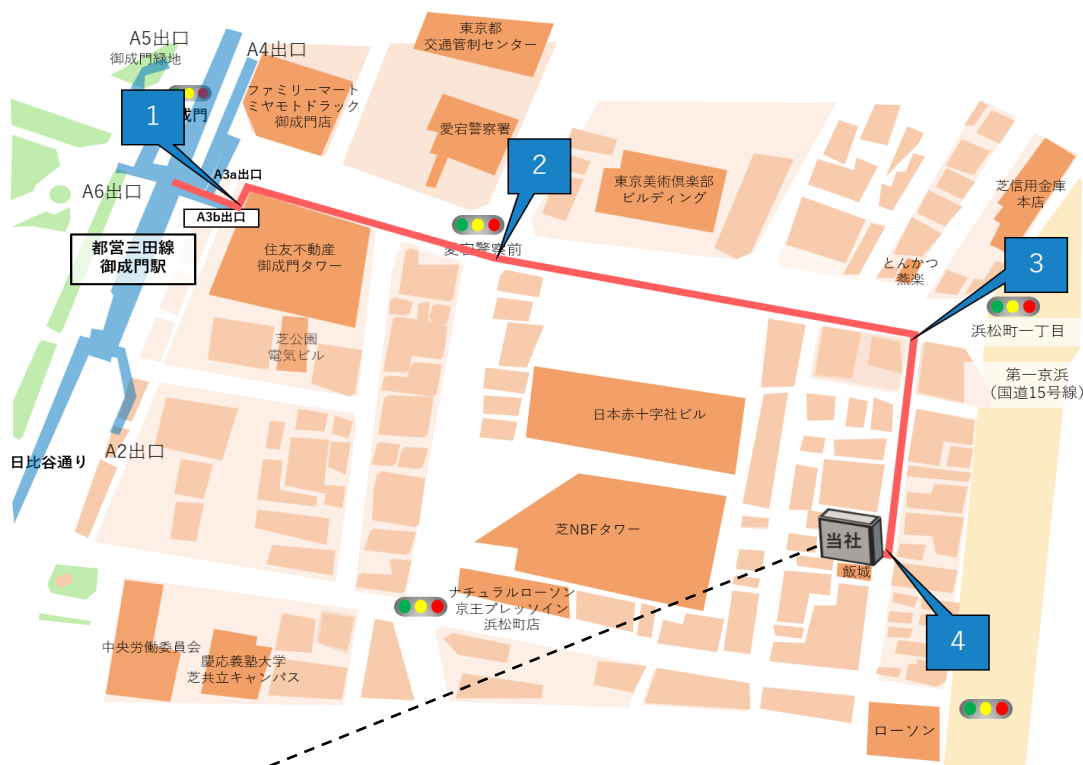 東京都
交通管制センター
A5出口
御成門緑地
A4出口
ファミリーマート
ミヤモトドラック
御成門店
1
成門
愛宕警察署
2
A3a出口
A6出口
A3b出口
東京美術倶楽部
ビルディング
芝信用金庫
本店
都営三田線
御成門駅
住友不動産
御成門タワー
愛宕警察前
とんかつ
燕楽
3
浜松町一丁目
芝公園
電気ビル
第一京浜
(国道15号線)
日本赤十字社ビル
A2出口
日比谷通り
芝NBFタワー
当社
飯城
ナチュラルローソン
京王プレッソイン
浜松町店
4
中央労働委員会
慶応義塾大学
芝共立キャンパス
ローソン